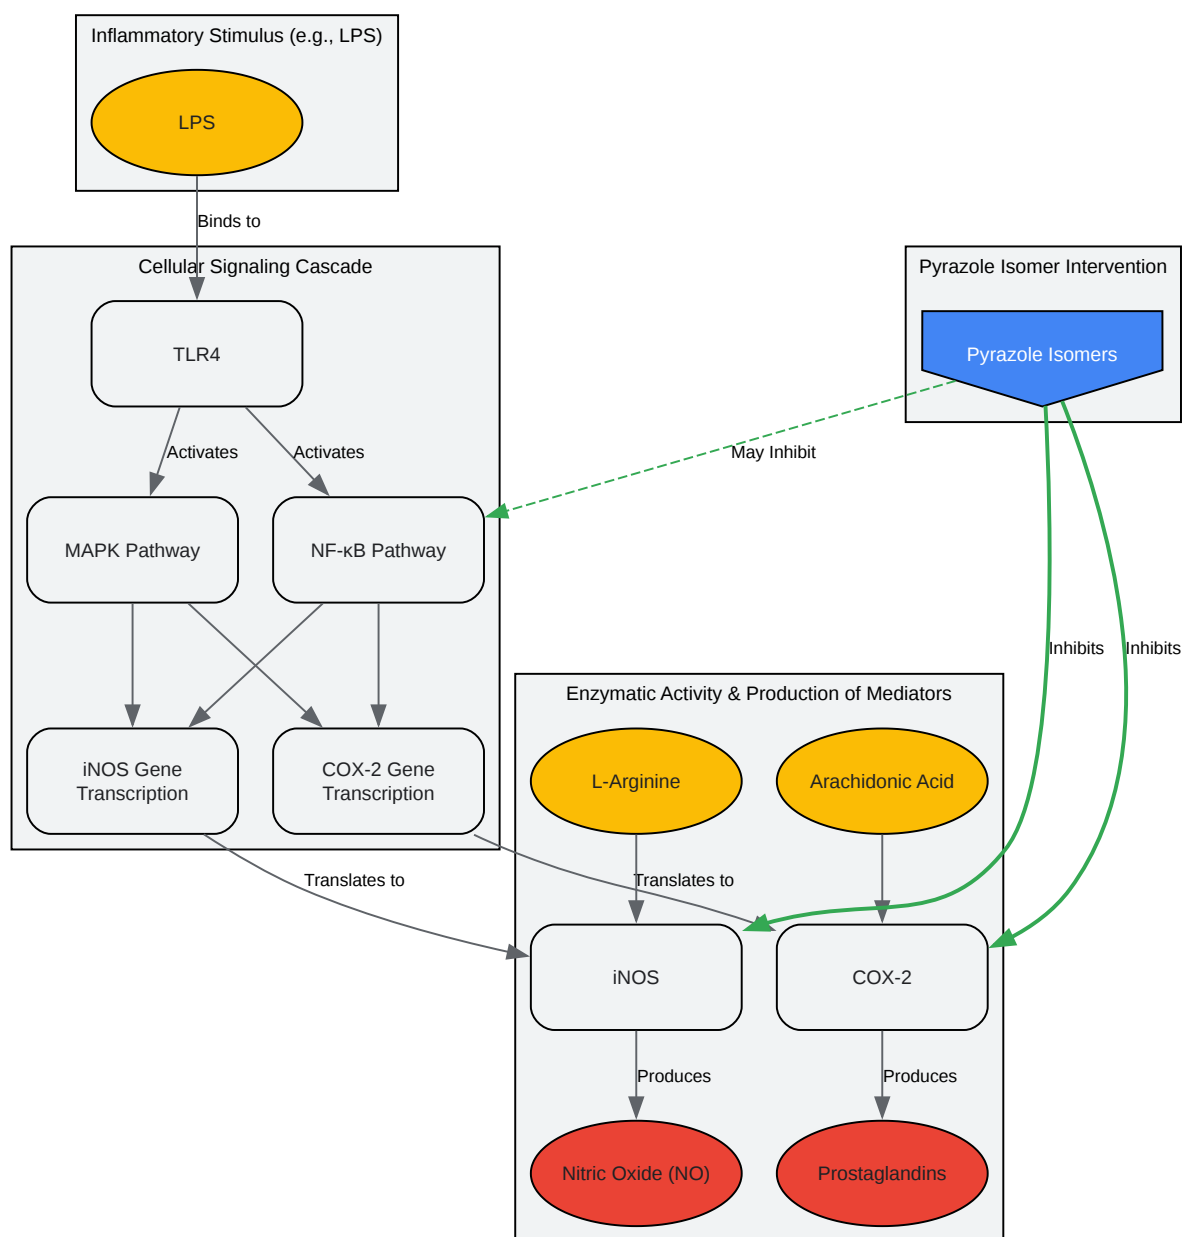 Inflammatory Stimulus (e.g., LPS)
LPS
Binds to
Cellular Signaling Cascade
Pyrazole Isomer Intervention
TLR4
Pyrazole Isomers
Activates
Activates
May Inhibit
MAPK Pathway
NF-κB Pathway
Inhibits
Inhibits
Enzymatic Activity & Production of Mediators
iNOS Gene
Transcription
COX-2 Gene
Transcription
L-Arginine
Arachidonic Acid
Translates to
Translates to
iNOS
COX-2
Produces
Produces
Nitric Oxide (NO)
Prostaglandins